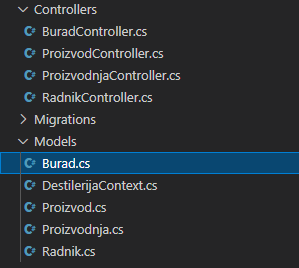 Controllers
C# BuradController.cs
C# ProizvodController.cs
C# ProizvodnjaController.cs
C# RadnikController.cs
Migrations
Models
C# Burad.cs
C# DestilerijaContext.cs
C# Proizvod.cs
C# Proizvodnja.cs
C# Radnik.cs